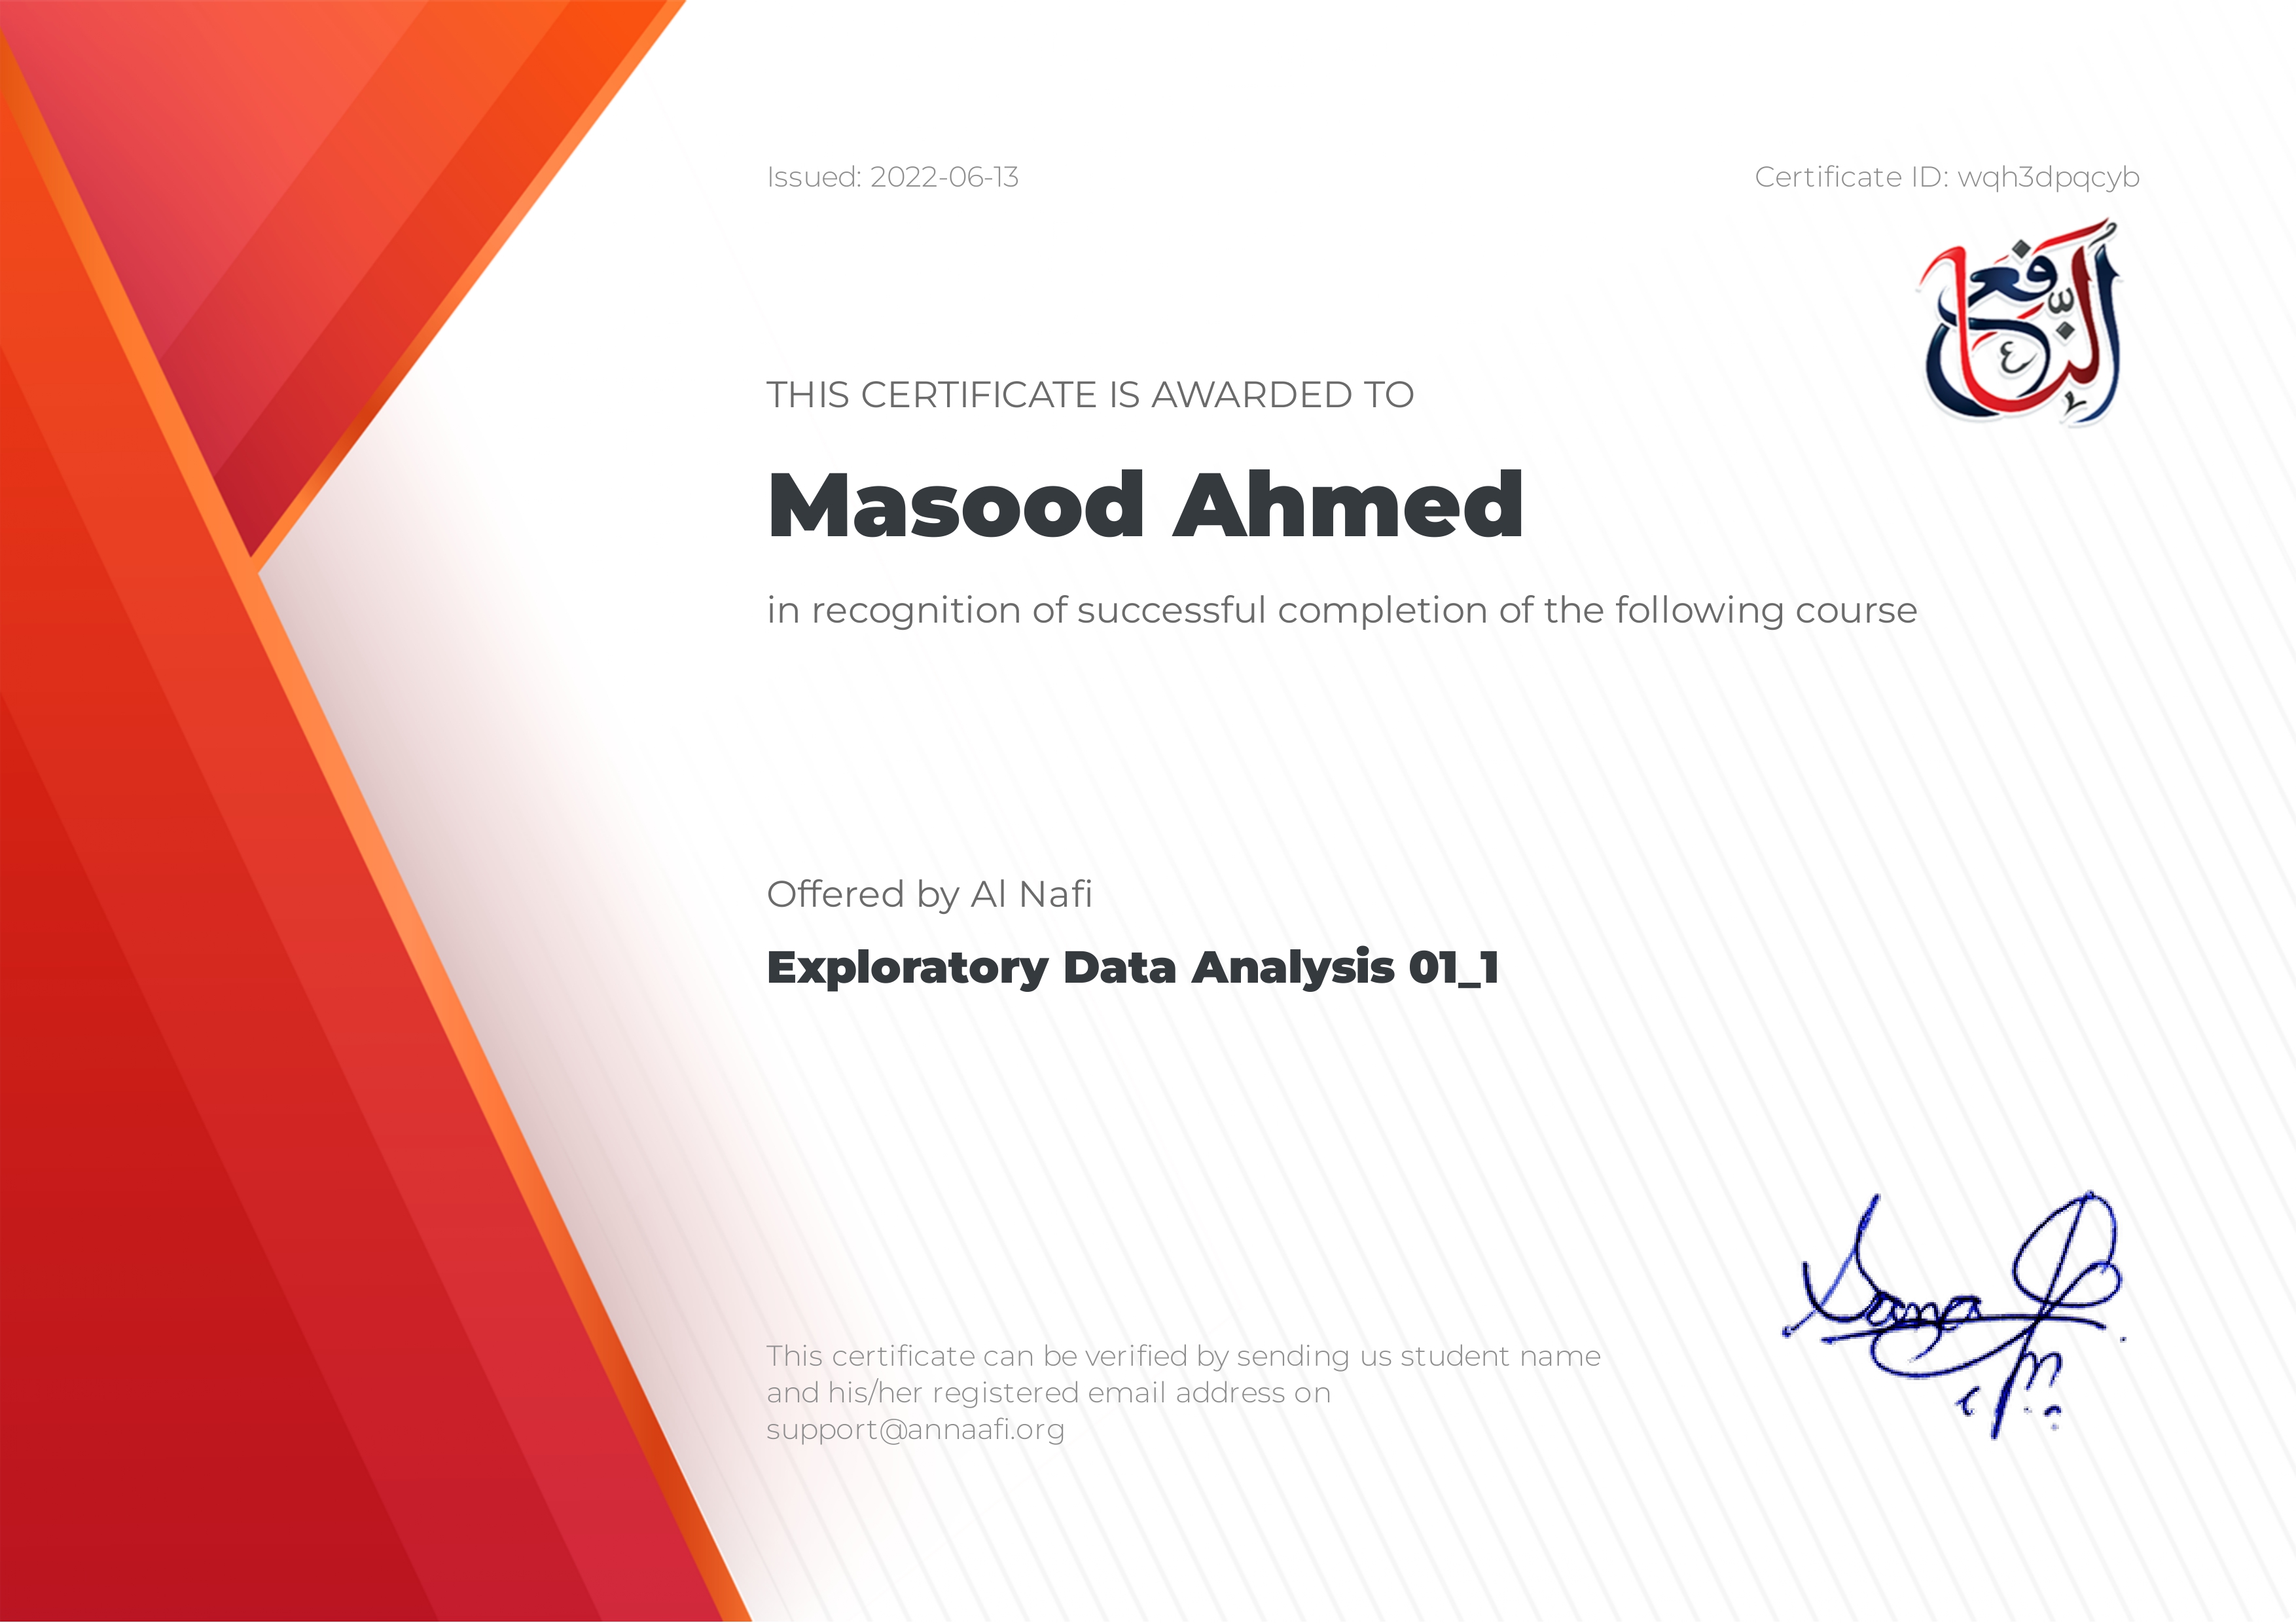 Issued: 2022-06-13
Certificate ID: wqh3dpqcyb
النافع
THIS CERTIFICATE IS AWARDED TO
Masood Ahmed
in recognition of successful completion of the following course
Offered by Al Nafi
Exploratory Data Analysis 01_1
This certificate can be verified by sending us student name
and his/her registered email address on
support@annaafi.org